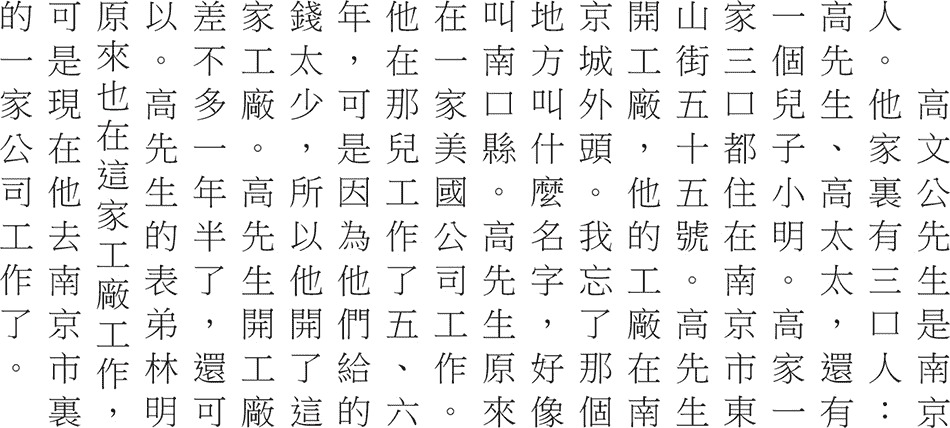 高文公先生是南京
人。他家裏有三口人：
高先生、高太太，還有
一個兒子小明。高家一
家三口都住在南京市東
山街五十五號。高先生
開工廠，他的工廠在南
京城外頭。我忘了那個
地方叫什麼名字，好像
叫南口縣。高先生原來
在一家美國公司工作。
他在那兒工作了五、六
年，可是因為他們給的
錢太少，所以他開了這
家工廠。高先生開工廠
差不多一年半了，還可
以。高先生的表弟林明
原來也在這家工廠工作，
可是現在他去南京市裏
的一家公司工作了。